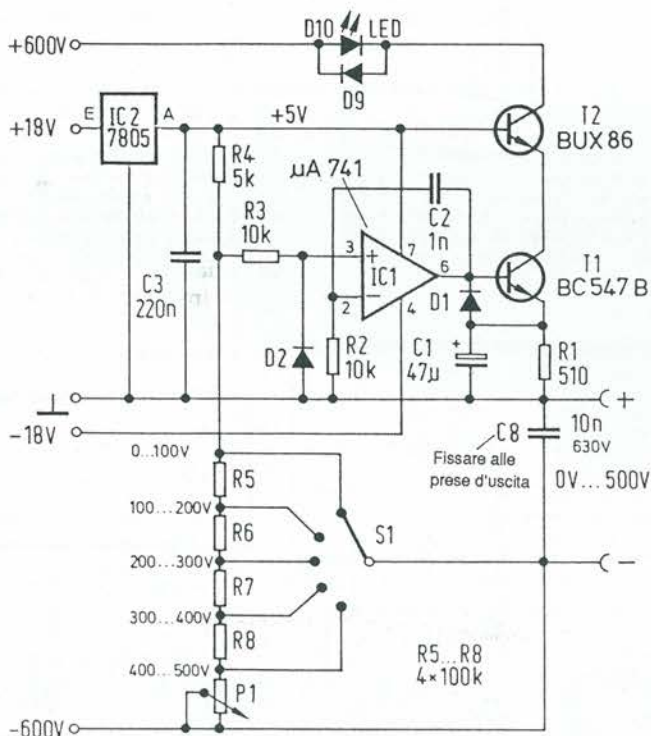 D10 LED
+600V
D9
+18V E IC2 7805 A +5V
T2
BUX 86
R4
5k
µA 741
R3
10k
C2
1n
3 + 7
IC1 6
2 − 4
T1
BC 547 B
D1
C3
220n
D2
R2
10k
C1 +
47µ
R1
510
+
−18V
C8 10n
630V
Fissare alle
prese d'uscita
0V...500V
0...100V
R5
100...200V
R6 S1
200...300V
−
R7
300...400V
R8
400...500V
R5...R8
4×100k
P1
−600V